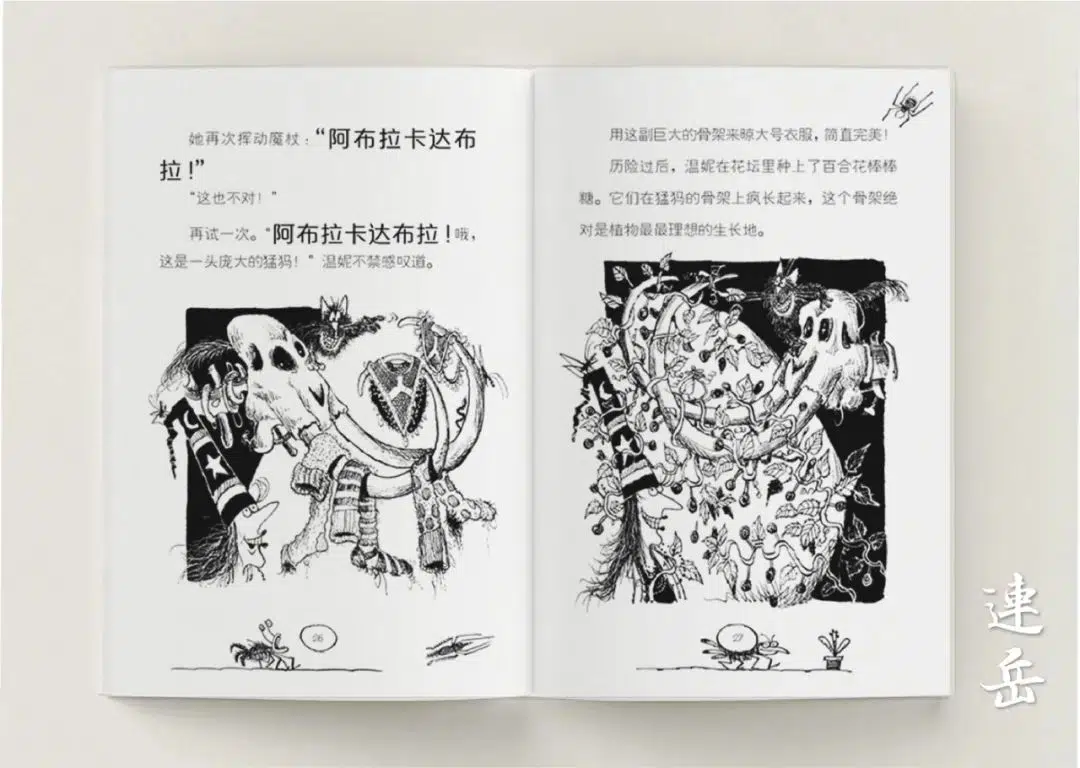 她再次挥动魔杖：“阿布拉卡达布
拉！”
“这也不对！”
再试一次。“阿布拉卡达布拉！哦，
这是一头庞大的猛犸！”温妮不禁感叹道。
26
用这副巨大的骨架来晾大号衣服，简直完美！
历险过后，温妮在花坛里种上了百合花棒棒
糖。它们在猛犸的骨架上疯长起来，这个骨架绝
对是植物最最理想的生长地。
27
連
岳